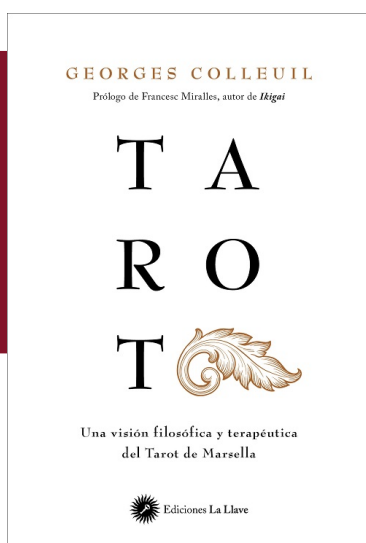 GEORGES COLLEUIL
Prólogo de Francesc Miralles, autor de Ikigai
T A
R O
T
Una visión filosófica y terapéutica
del Tarot de Marsella
Ediciones La Llave